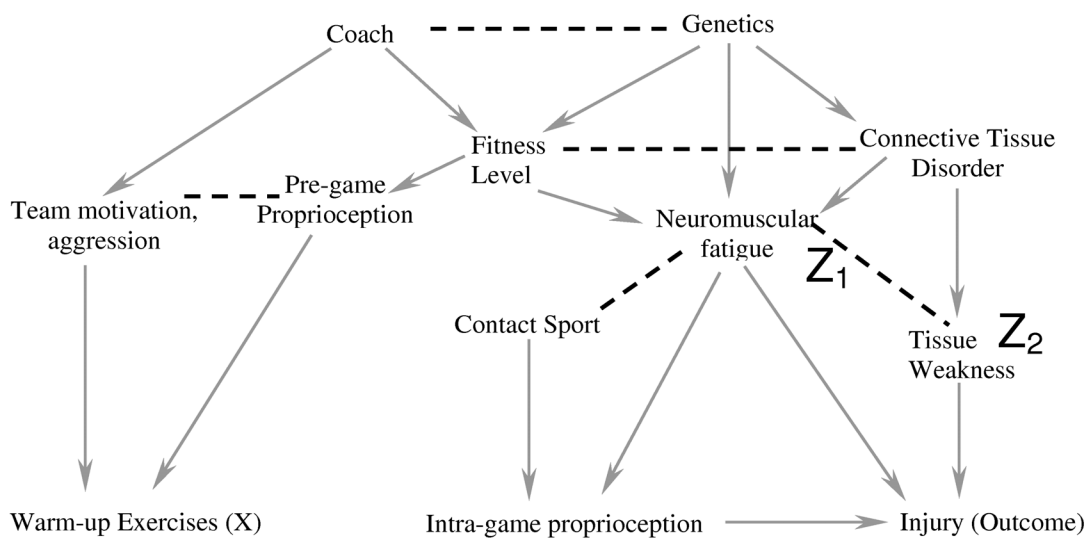 Coach
Genetics
Fitness
Level
Connective Tissue
Disorder
Pre-game
Proprioception
Team motivation,
aggression
Neuromuscular
fatigue
Z1
Contact Sport
Tissue
Weakness
Z2
Warm-up Exercises (X)
Intra-game proprioception
Injury (Outcome)